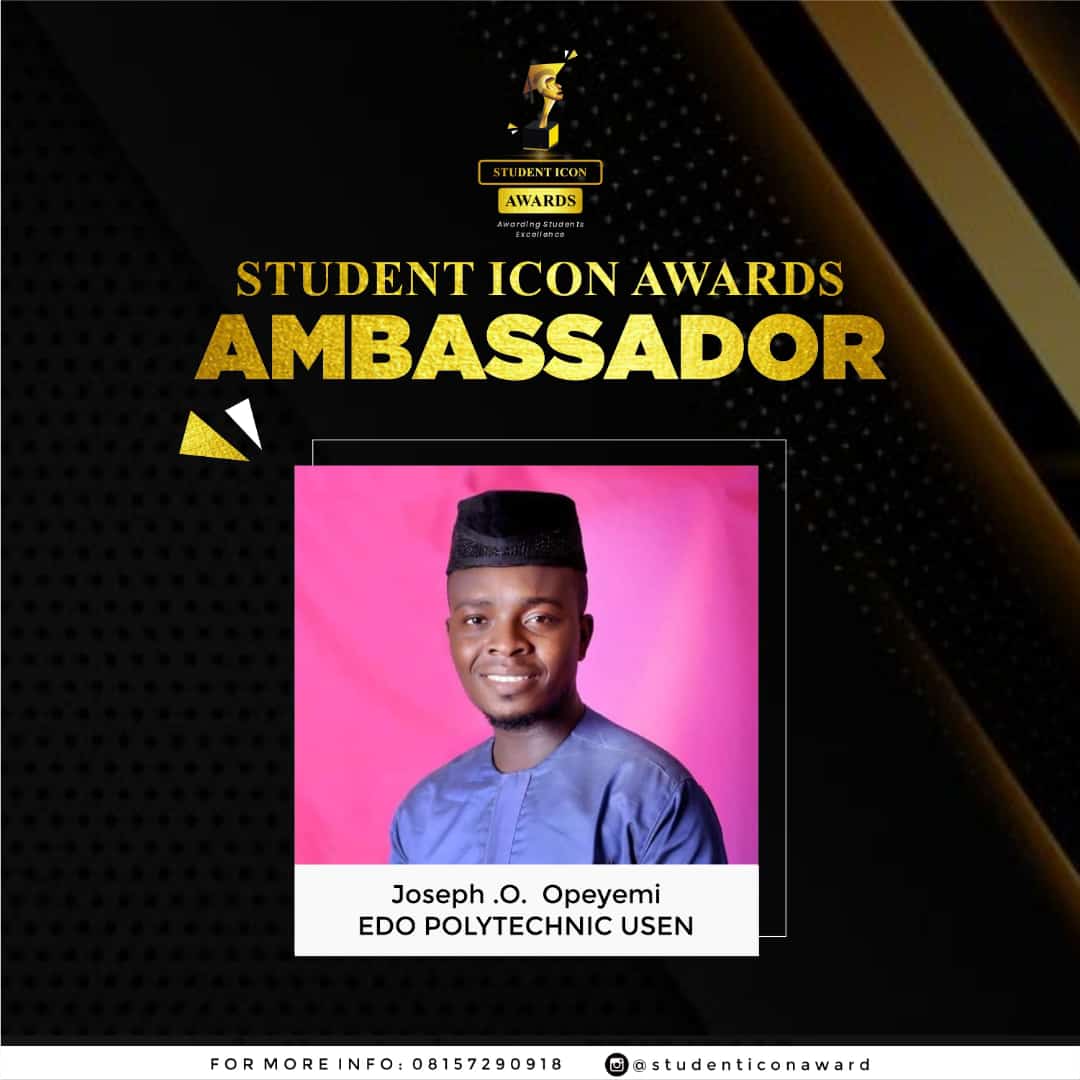 STUDENT ICON
AWARDS
Awarding Students
Excellence
STUDENT ICON AWARDS
AMBASSADOR
Joseph .O. Opeyemi
EDO POLYTECHNIC USEN
FOR MORE INFO: 08157290918 @studenticonaward